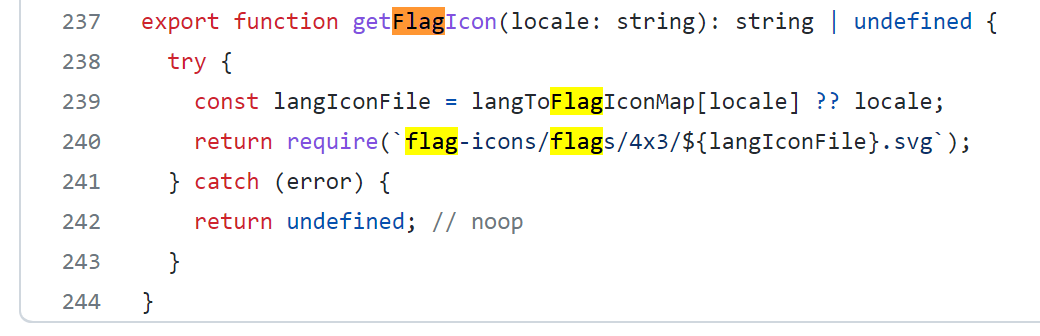 237 export function getFlagIcon(locale: string): string | undefined {
238 try {
239 const langIconFile = langToFlagIconMap[locale] ?? locale;
240 return require(`flag-icons/flags/4x3/${langIconFile}.svg`);
241 } catch (error) {
242 return undefined; // noop
243 }
244 }